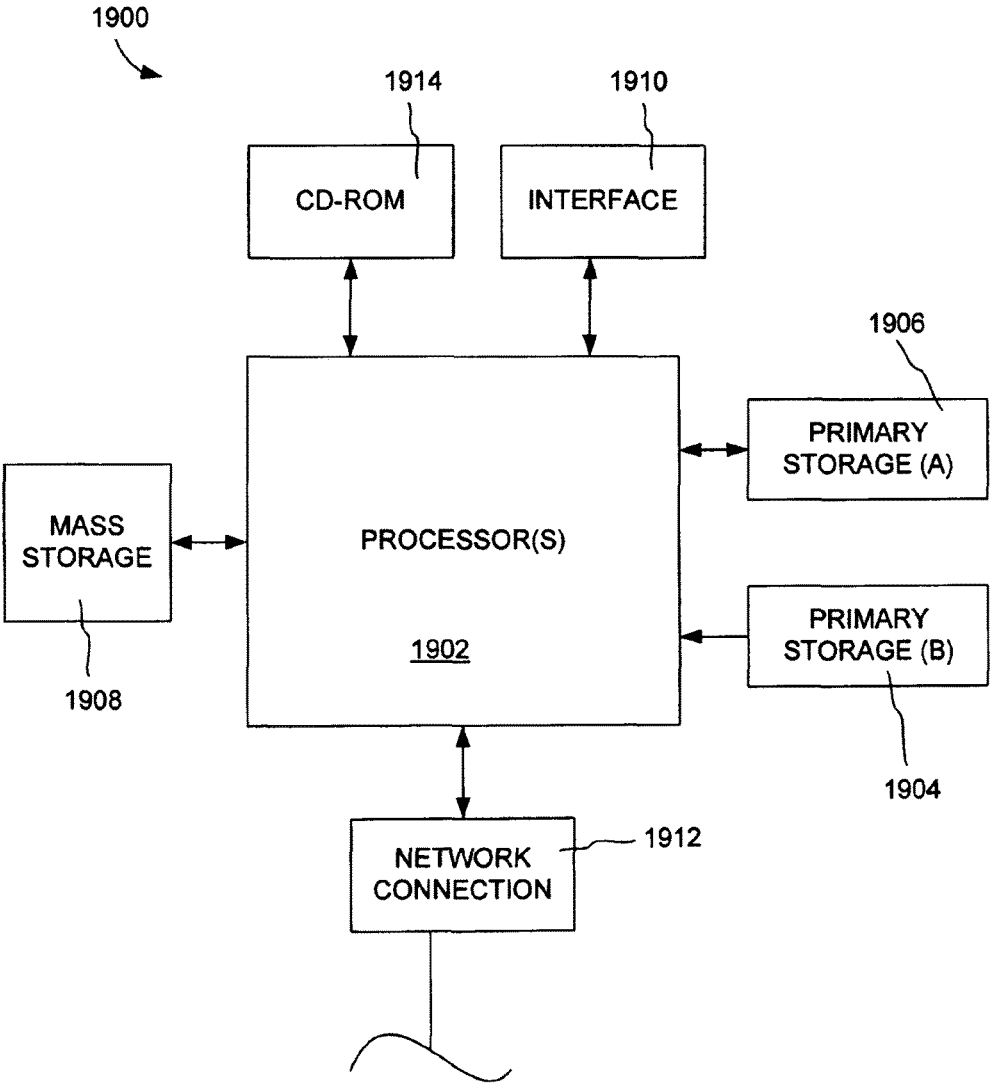 1900
1914
1910
CD-ROM
INTERFACE
1906
PRIMARY
STORAGE (A)
MASS
STORAGE
PROCESSOR(S)
1902
PRIMARY
STORAGE (B)
1908
1904
1912
NETWORK
CONNECTION